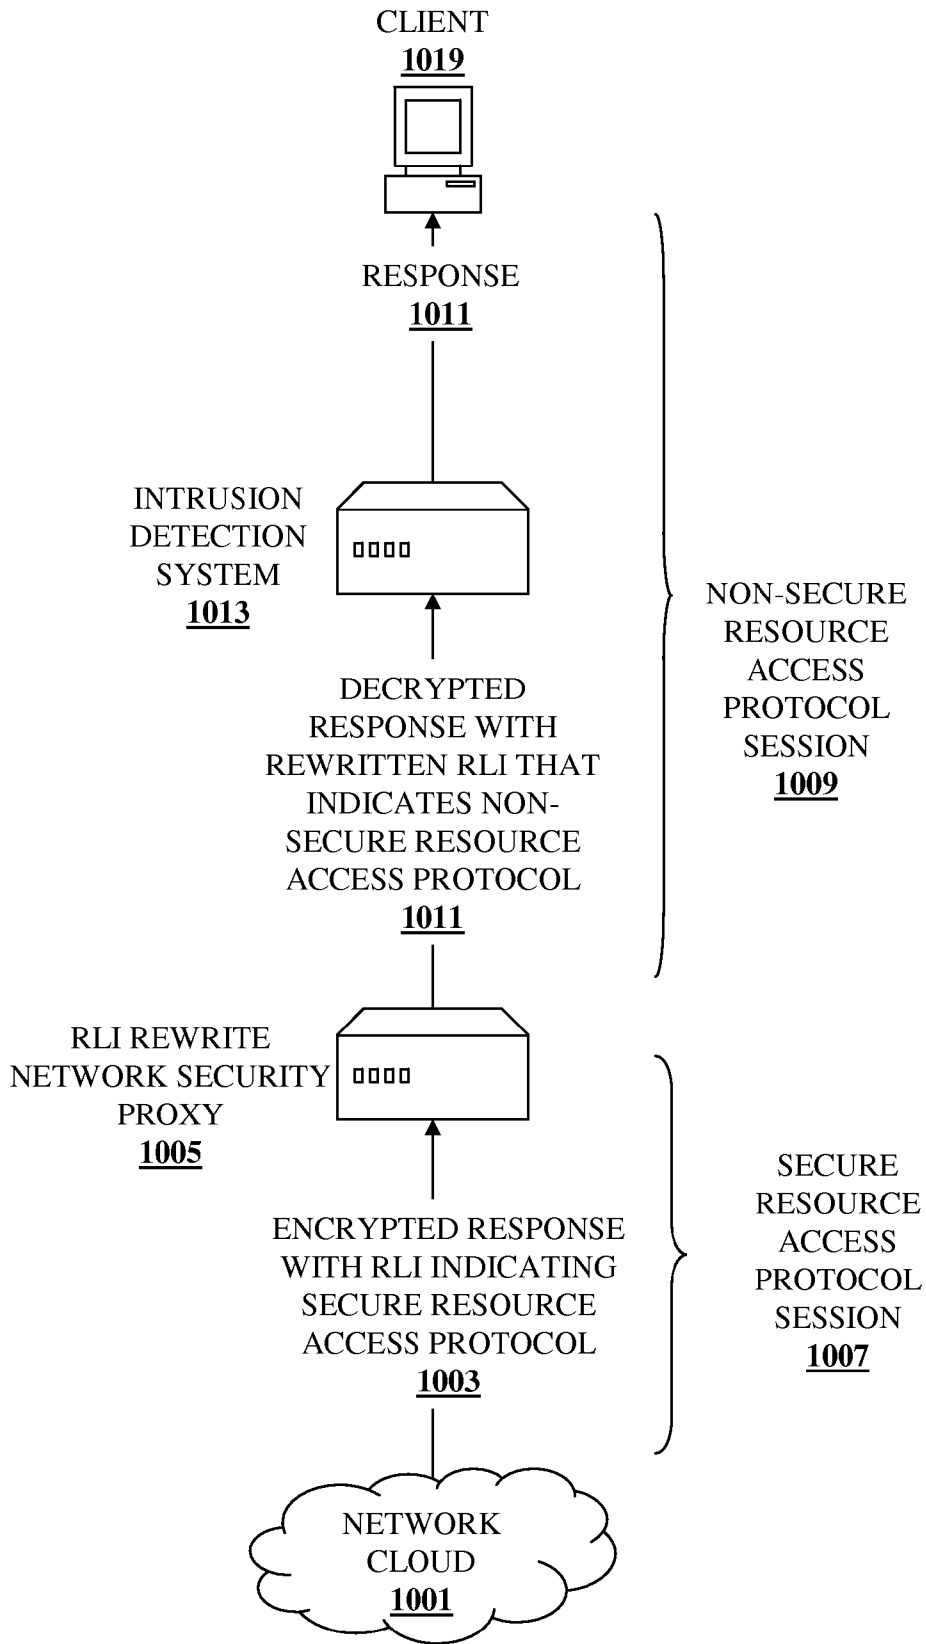 CLIENT
1019
RESPONSE
1011
INTRUSION
DETECTION
SYSTEM
1013
DECRYPTED
RESPONSE WITH
REWRITTEN RLI THAT
INDICATES NON-
SECURE RESOURCE
ACCESS PROTOCOL
1011
NON-SECURE
RESOURCE
ACCESS
PROTOCOL
SESSION
1009
RLI REWRITE
NETWORK SECURITY
PROXY
1005
ENCRYPTED RESPONSE
WITH RLI INDICATING
SECURE RESOURCE
ACCESS PROTOCOL
1003
SECURE
RESOURCE
ACCESS
PROTOCOL
SESSION
1007
NETWORK
CLOUD
1001